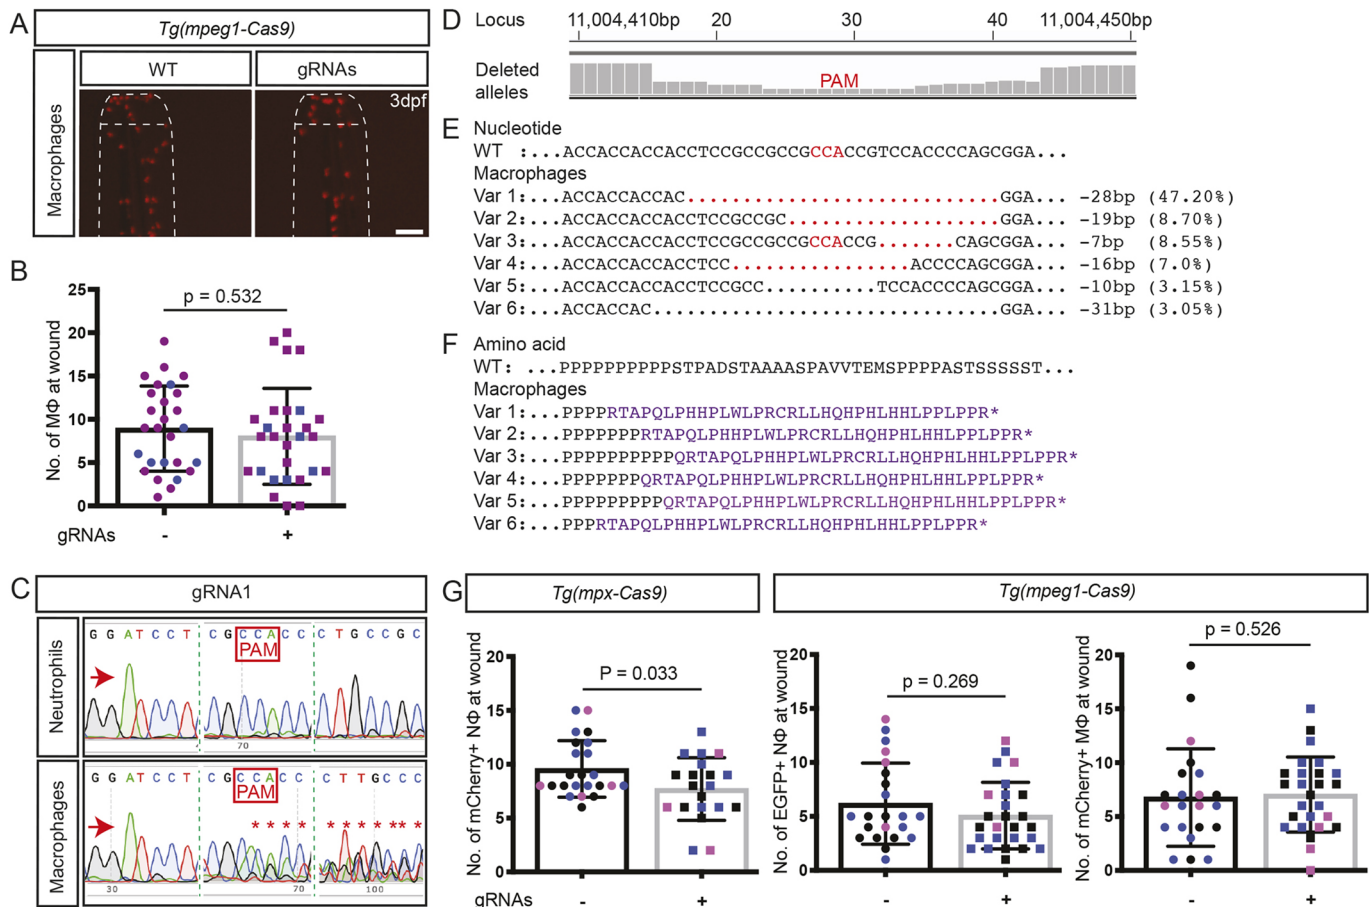 A
Tg(mpeg1-Cas9)
WT
gRNAs
Macrophages
3dpf
B
No. of MΦ at wound
p = 0.532
25
20
15
10
5
0
gRNAs - +
C
gRNA1
Neutrophils
G G A T C C T C G C C A C C C T G C C G C
PAM
70
Macrophages
G G A T C C T C G C C A C C C T T G C C C
PAM
* * * * * * * * * * *
30 70 100
D
Locus 11,004,410bp 20 30 40 11,004,450bp
Deleted
alleles
PAM
E
Nucleotide
WT :...ACCACCACCACCTCCGCCGCCGCCACCGTCCACCCCAGCGGA...
Macrophages
Var 1:...ACCACCACCAC............................GGA... -28bp (47.20%)
Var 2:...ACCACCACCACCTCCGCCGC...................GGA... -19bp (8.70%)
Var 3:...ACCACCACCACCTCCGCCGCCGCCACCG.......CAGCGGA... -7bp (8.55%)
Var 4:...ACCACCACCACCTCC................ACCCCAGCGGA... -16bp (7.0%)
Var 5:...ACCACCACCACCTCCGCC..........TCCACCCCAGCGGA... -10bp (3.15%)
Var 6:...ACCACCAC...............................GGA... -31bp (3.05%)
F
Amino acid
WT: ...PPPPPPPPPPSTPADSTAAASPAVVTEMSPPPPASTSSSSST...
Macrophages
Var 1:...PPPPRTAPQLPHHPLWLPRCRLLHQHPHLHHLPPLPPR*
Var 2:...PPPPPPPRTAPQLPHHPLWLPRCRLLHQHPHLHHLPPLPPR*
Var 3:...PPPPPPPPPPQRTAPQLPHHPLWLPRCRLLHQHPHLHHLPPLPPR*
Var 4:...PPPPPPPQRTAPQLPHHPLWLPRCRLLHQHPHLHHLPPLPPR*
Var 5:...PPPPPPPPPQRTAPQLPHHPLWLPRCRLLHQHPHLHHLPPLPPR*
Var 6:...PPPRTAPQLPHHPLWLPRCRLLHQHPHLHHLPPLPPR*
G
Tg(mpx-Cas9)
Tg(mpeg1-Cas9)
No. of mCherry+ NΦ at wound
P = 0.033
20
15
10
5
0
gRNAs - +
No. of EGFP+ NΦ at wound
p = 0.269
20
15
10
5
0
- +
No. of mCherry+ MΦ at wound
p = 0.526
20
15
10
5
0
- +